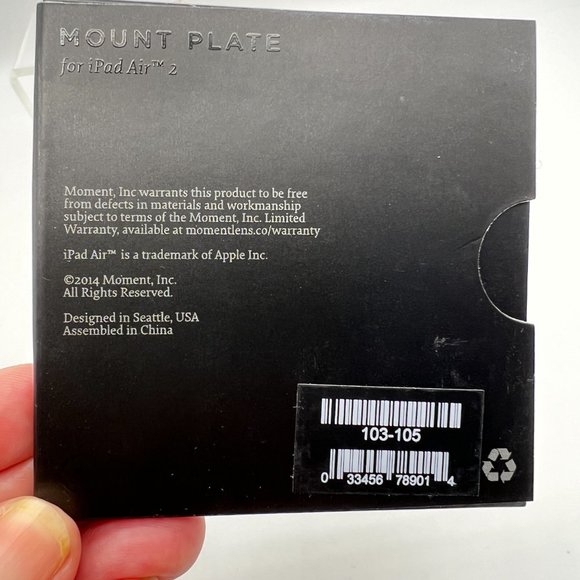 MOUNT PLATE
for iPad Air™ 2
Moment, Inc warrants this product to be free
from defects in materials and workmanship
subject to terms of the Moment, Inc. Limited
Warranty, available at momentlens.co/warranty
iPad Air™ is a trademark of Apple Inc.
©2014 Moment, Inc.
All Rights Reserved.
Designed in Seattle, USA
Assembled in China
103-105
0 33456 78901 4